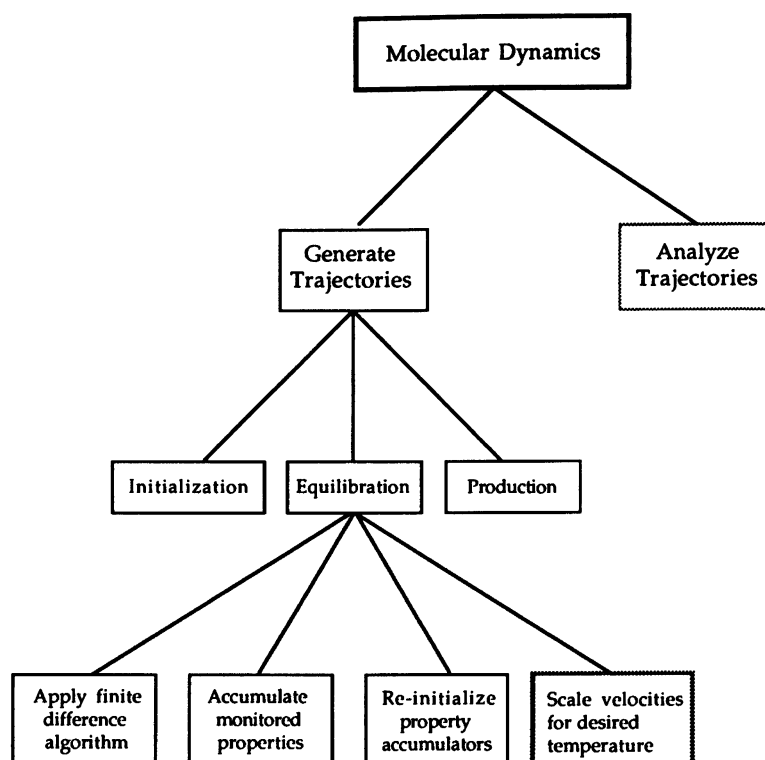 Molecular Dynamics
Generate
Trajectories
Analyze
Trajectories
Initialization
Equilibration
Production
Apply finite
difference
algorithm
Accumulate
monitored
properties
Re-initialize
property
accumulators
Scale velocities
for desired
temperature